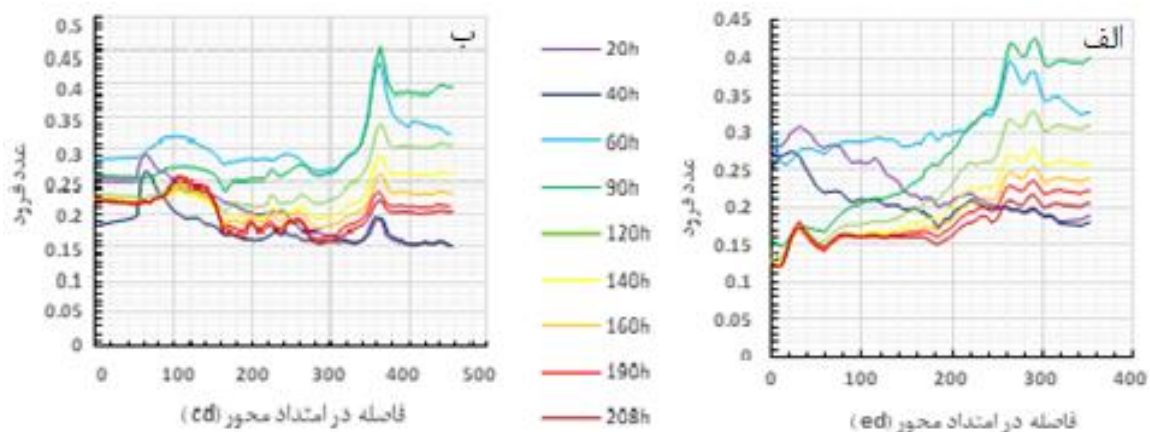 ب
0.5
0.45
0.4
0.35
0.3
0.25
0.2
0.15
0.1
0.05
0
عدد فرود
0 100 200 300 400 500
فاصله در امتداد محور (cd)
20h
40h
60h
90h
120h
140h
160h
190h
208h
الف
0.45
0.4
0.35
0.3
0.25
0.2
0.15
0.1
0.05
0
عدد فرود
0 100 200 300 400
فاصله در امتداد محور (ed)